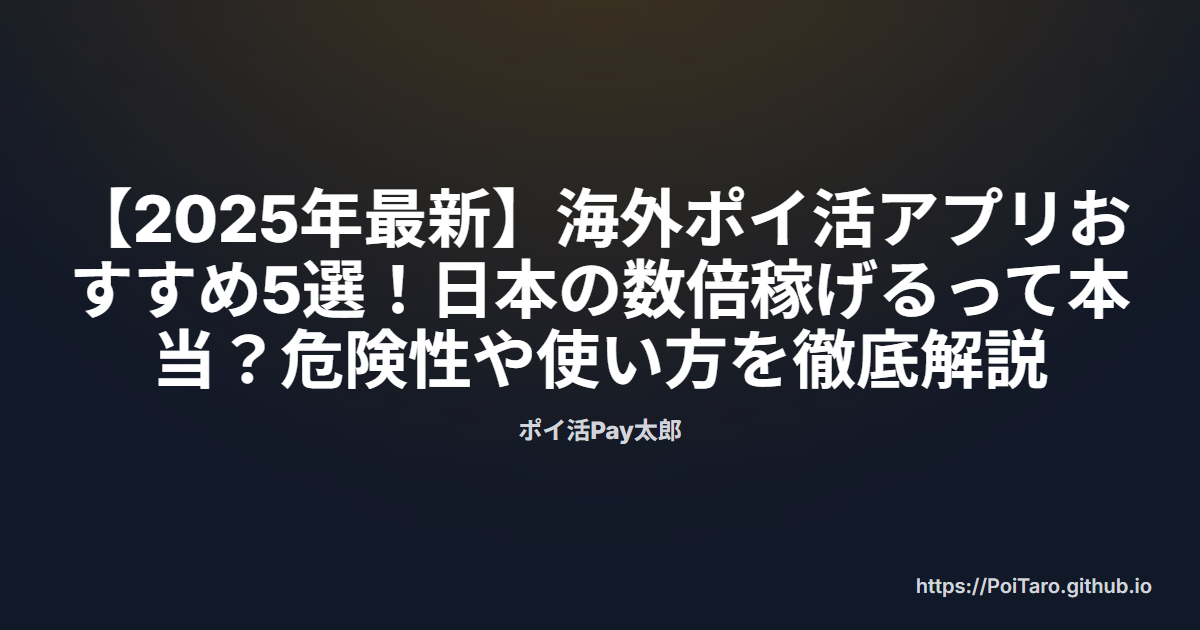 【2025年最新】海外ポイ活アプリお
すすめ5選！日本の数倍稼げるって本
当？危険性や使い方を徹底解説
ポイ活Pay太郎
https://PoiTaro.github.io